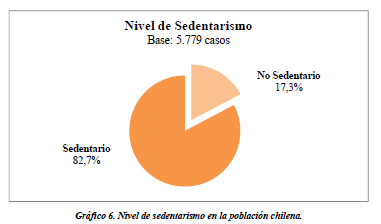 Nivel de Sedentarismo
Base: 5.779 casos
No Sedentario
17,3%
Sedentario
82,7%
Gráfico 6. Nivel de sedentarismo en la población chilena.